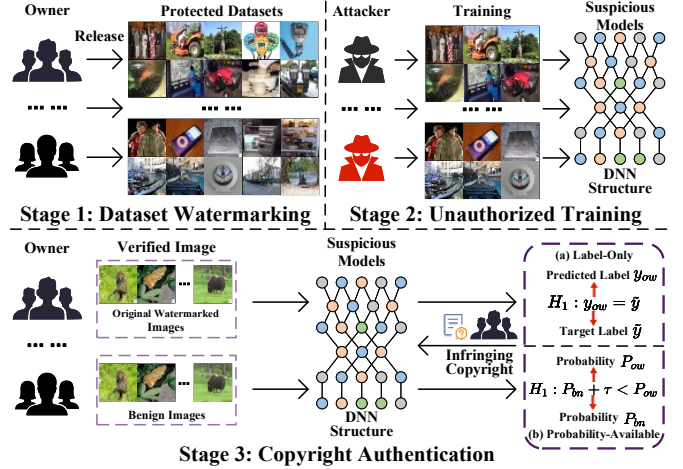 Owner
Release
Protected Datasets
... ...
... ...
Stage 1: Dataset Watermarking
Attacker
Training
Suspicious
Models
... ...
... ...
DNN
Structure
Stage 2: Unauthorized Training
Owner
... ...
Verified Image
...
Original Watermarked
Images
...
Benign Images
Suspicious
Models
DNN
Structure
Infringing
Copyright
(a) Label-Only
Predicted Label y_{ow}
H_1 : y_{ow} = ỹ
Target Label ỹ
Probability P_{ow}
H_1 : P_{bn} + τ < P_{ow}
Probability P_{bn}
(b) Probability-Available
Stage 3: Copyright Authentication